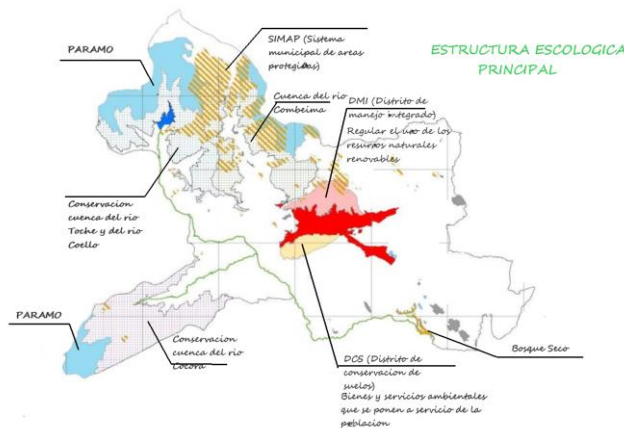 PARAMO
SIMAP (Sistema
municipal de areas
protegidas)
ESTRUCTURA ESCOLOGICA
PRINCIPAL
Cuenca del rio
Combeima
DMI (Distrito de
manejo integrado)
Regular el uso de los
resursos naturales
renovables
Conservacion
cuenca del rio
Toche y del rio
Coello
PARAMO
Conservacion
cuenca del rio
Cocora
DCS (Distrito de
conservacion de
suelos)
Bienes y servicios ambientales
que se ponen a servicio de la
poblacion
Bosque Seco